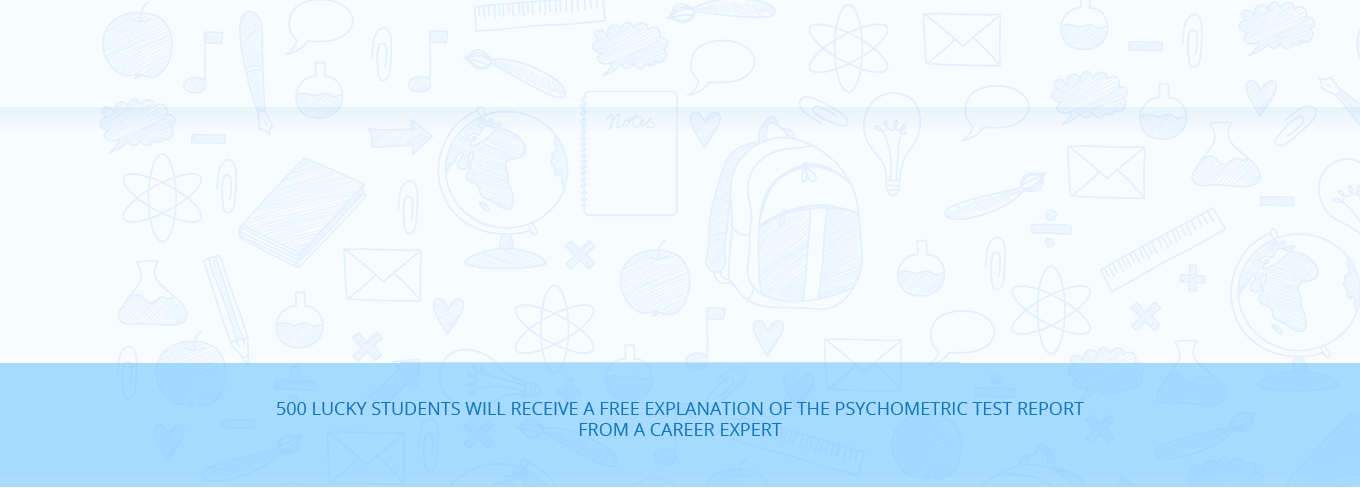 Notes
500 LUCKY STUDENTS WILL RECEIVE A FREE EXPLANATION OF THE PSYCHOMETRIC TEST REPORT
FROM A CAREER EXPERT